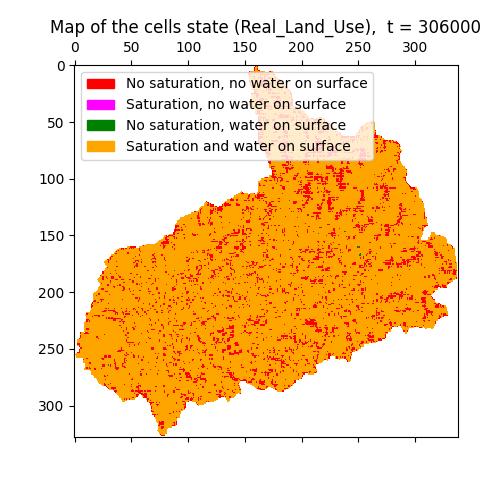 Map of the cells state (Real_Land_Use),  t = 306000
0 50 100 150 200 250 300
0
50
100
150
200
250
300
No saturation, no water on surface
Saturation, no water on surface
No saturation, water on surface
Saturation and water on surface